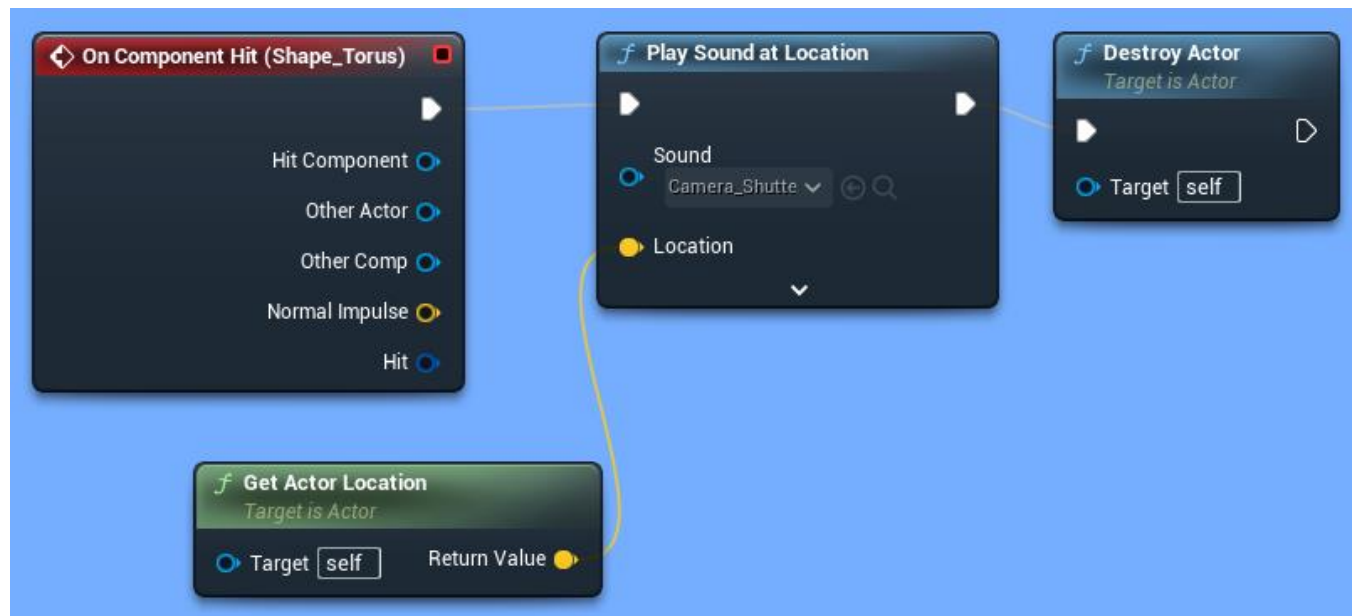 On Component Hit (Shape_Torus)
Hit Component
Other Actor
Other Comp
Normal Impulse
Hit
f Play Sound at Location
Sound
Camera_Shutte
Location
f Destroy Actor
Target is Actor
Target self
f Get Actor Location
Target is Actor
Target self Return Value